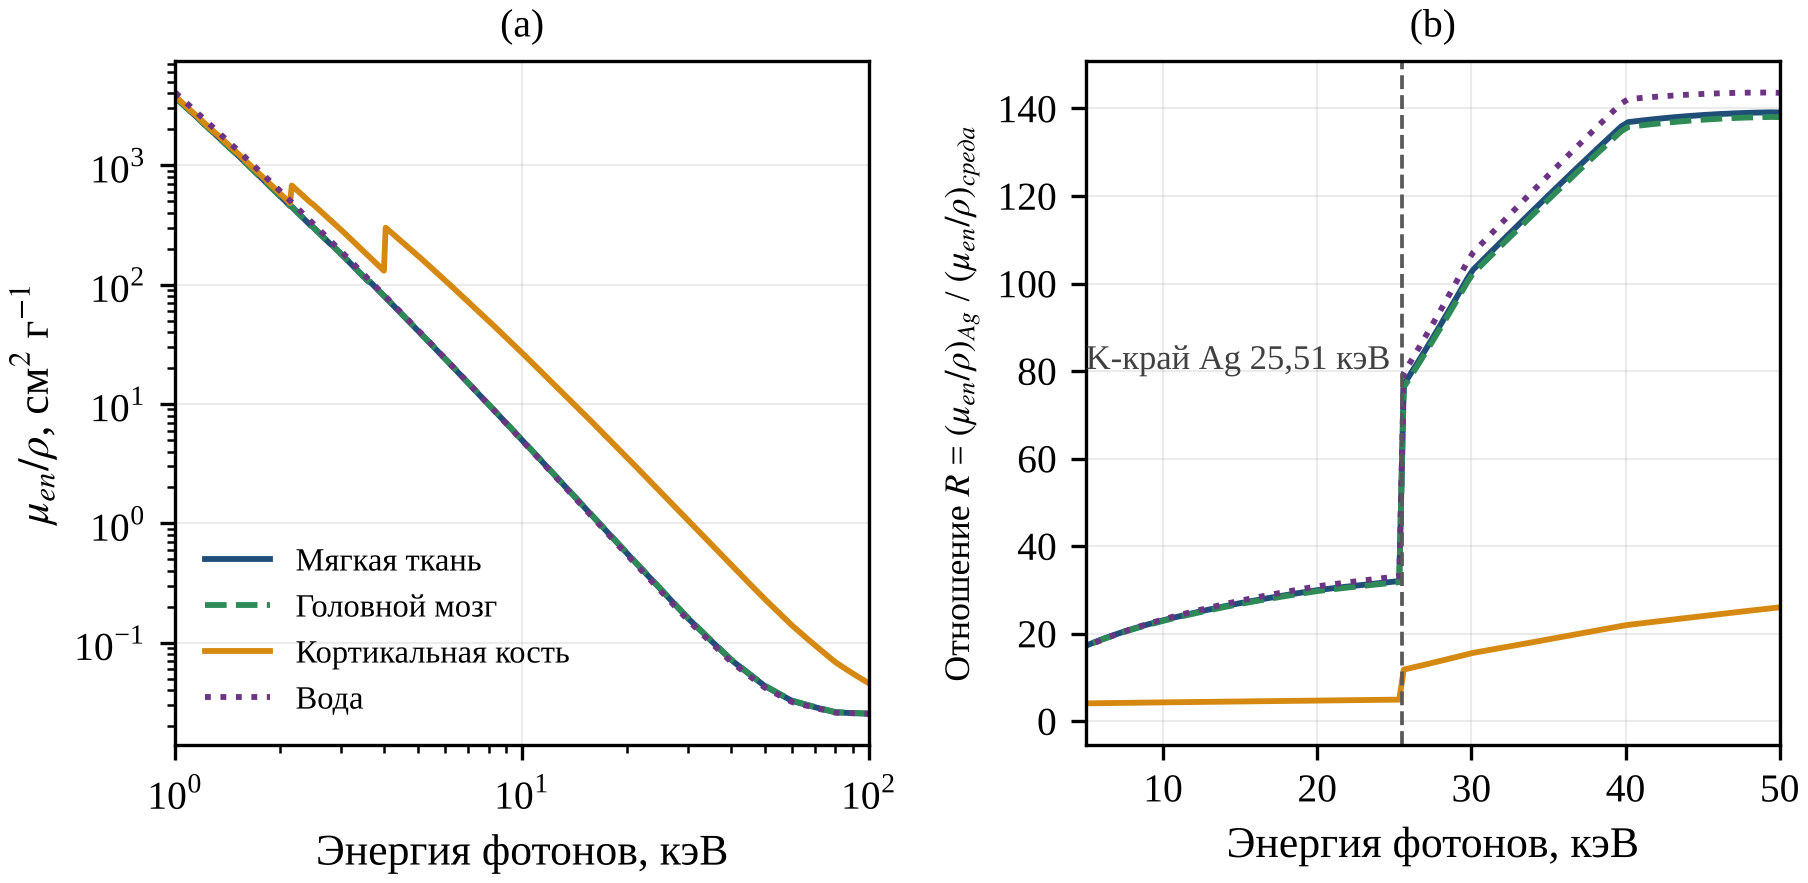 (a)
10³
10²
10¹
10⁰
10⁻¹
μₑₙ/ρ, см² г⁻¹
Мягкая ткань
Головной мозг
Кортикальная кость
Вода
10⁰ 10¹ 10²
Энергия фотонов, кэВ
(b)
140
120
100
80
60
40
20
0
Отношение R = (μₑₙ/ρ)Ag / (μₑₙ/ρ)среда
K-край Ag 25,51 кэВ
10 20 30 40 50
Энергия фотонов, кэВ